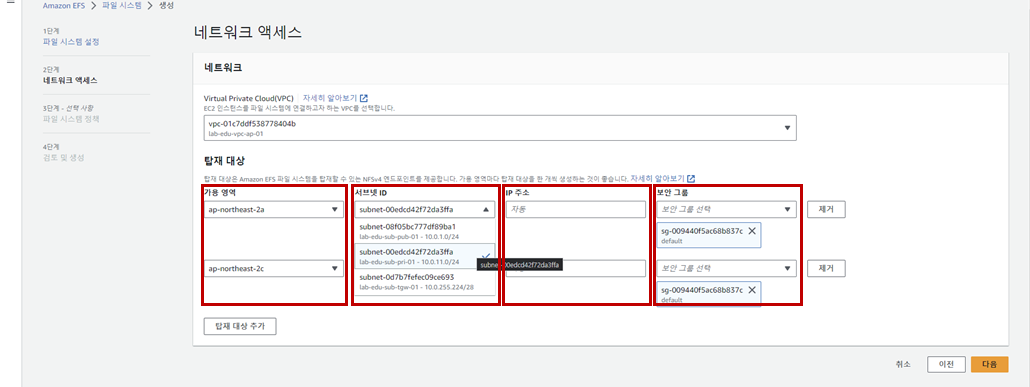 Amazon EFS > 파일 시스템 > 생성
1단계
파일 시스템 설정
2단계
네트워크 액세스
3단계 - 선택 사항
파일 시스템 정책
4단계
검토 및 생성
네트워크 액세스
네트워크
Virtual Private Cloud(VPC) | 자세히 알아보기
EC2 인스턴스를 파일 시스템에 연결하고자 하는 VPC를 선택합니다.
vpc-01c7ddf538778404b
lab-edu-vpc-ap-01
탑재 대상
탑재 대상은 Amazon EFS 파일 시스템을 탑재할 수 있는 NFSv4 엔드포인트를 제공합니다. 가용 영역마다 탑재 대상을 한 개씩 생성하는 것이 좋습니다. 자세히 알아보기
가용 영역 서브넷 ID IP 주소 보안 그룹
ap-northeast-2a subnet-00edcd42f72da3ffa 자동 보안 그룹 선택 제거
subnet-08f05bc777df89ba1
lab-edu-sub-pub-01 - 10.0.1.0/24
sg-009440f5ac68b837c
default
subnet-00edcd42f72da3ffa
lab-edu-sub-pri-01 - 10.0.11.0/24
subnet-00edcd42f72da3ffa
ap-northeast-2c 보안 그룹 선택 제거
subnet-0d7b7fefec09ce693
lab-edu-sub-tgw-01 - 10.0.255.224/28
sg-009440f5ac68b837c
default
탑재 대상 추가
취소 이전 다음